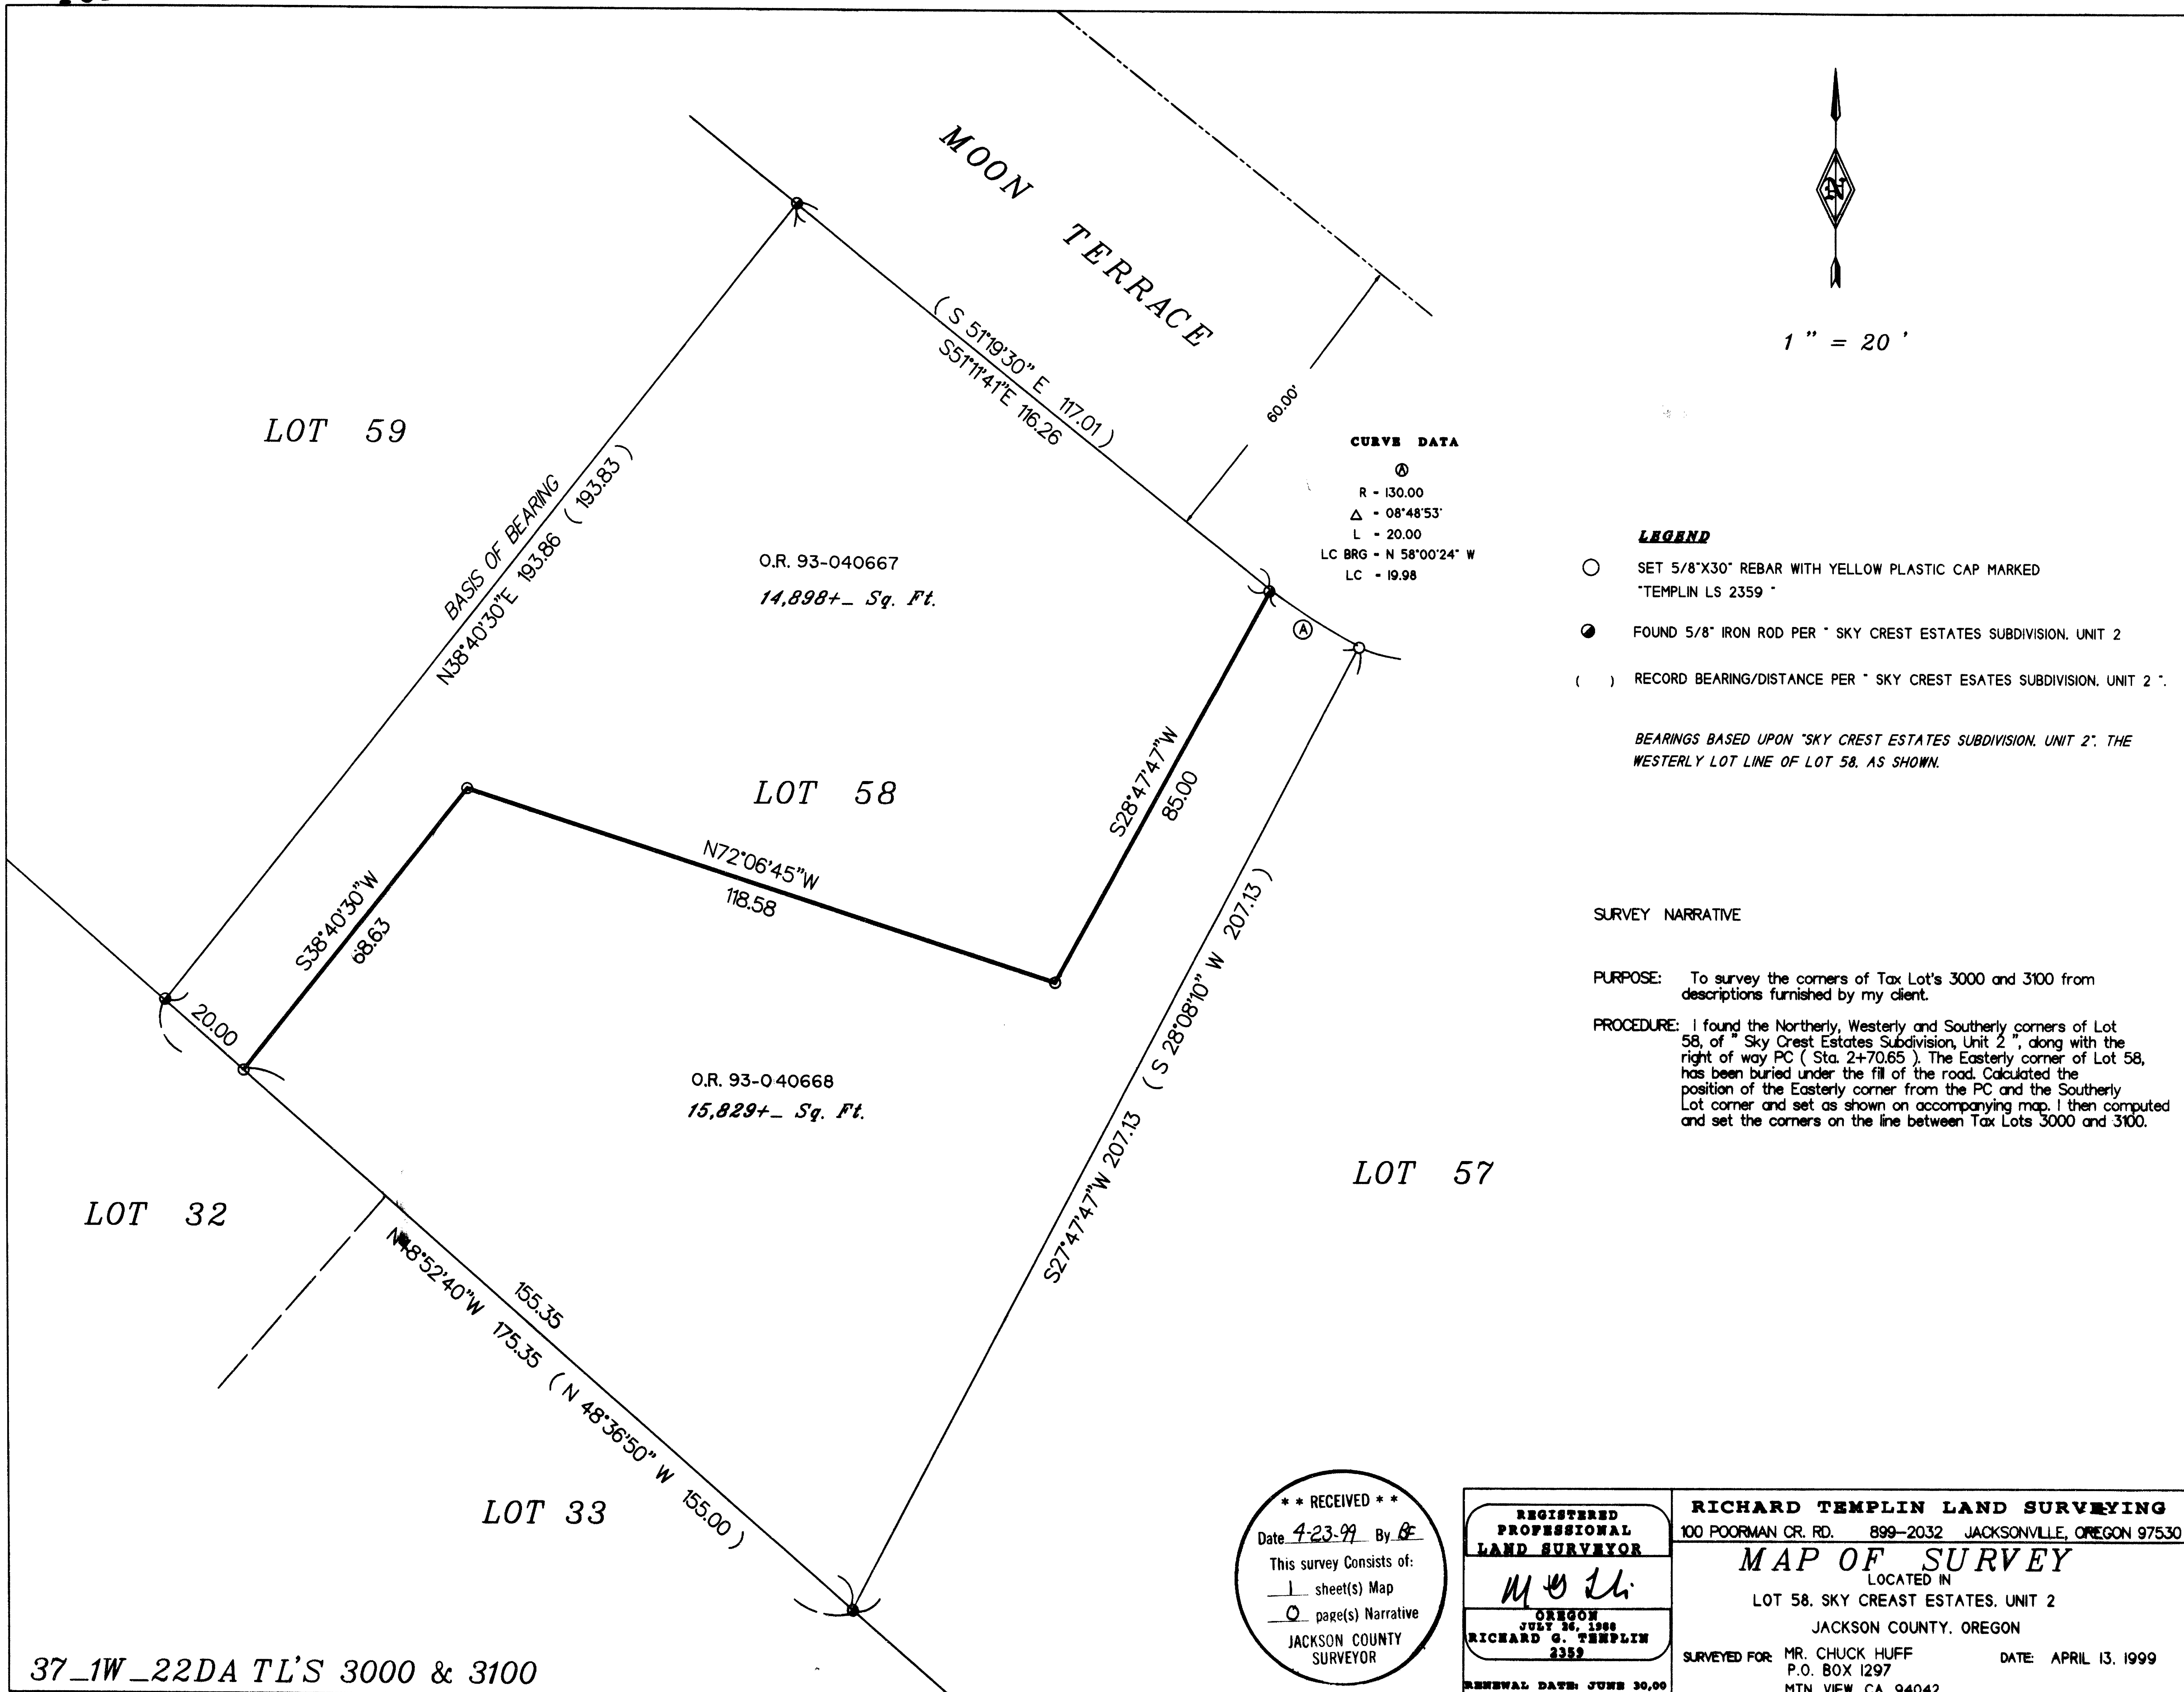 MOON TERRACE
1 " = 20 '
( S 51°19'30" E 117.01 )
S51°11'41"E 116.26
60.00'
LOT 59
BASIS OF BEARING
N38°40'30"E 193.86 ( 193.83 )
CURVE DATA
A
R - 130.00
△ - 08°48'53'
L - 20.00
LC BRG - N 58°00'24" W
LC - 19.98
O.R. 93-040667
14,898+_ Sq. Ft.
A
LEGEND
SET 5/8"X30" REBAR WITH YELLOW PLASTIC CAP MARKED
"TEMPLIN LS 2359 "
FOUND 5/8" IRON ROD PER " SKY CREST ESTATES SUBDIVISION. UNIT 2
( ) RECORD BEARING/DISTANCE PER " SKY CREST ESATES SUBDIVISION. UNIT 2 ".
BEARINGS BASED UPON "SKY CREST ESTATES SUBDIVISION. UNIT 2". THE
WESTERLY LOT LINE OF LOT 58. AS SHOWN.
LOT 58
S28°47'47"W
85.00
N72°06'45"W
118.58
S38°40'30"W
68.63
20.00
S27°47'47"W 207.13 ( S 28°08'10" W 207.13 )
SURVEY NARRATIVE
PURPOSE: To survey the corners of Tax Lot's 3000 and 3100 from
descriptions furnished by my client.
PROCEDURE: I found the Northerly, Westerly and Southerly corners of Lot
58, of " Sky Crest Estates Subdivision, Unit 2 ", along with the
right of way PC ( Sta. 2+70.65 ). The Easterly corner of Lot 58,
has been buried under the fill of the road. Calculated the
position of the Easterly corner from the PC and the Southerly
Lot corner and set as shown on accompanying map. I then computed
and set the corners on the line between Tax Lots 3000 and 3100.
O.R. 93-040668
15,829+_ Sq. Ft.
LOT 57
LOT 32
155.35
N48°52'40"W 175.35 ( N 48°36'50" W 155.00 )
LOT 33
* * RECEIVED * *
Date 4-23-99 By BE
This survey Consists of:
1 sheet(s) Map
0 page(s) Narrative
JACKSON COUNTY
SURVEYOR
REGISTERED
PROFESSIONAL
LAND SURVEYOR
OREGON
JULY 26, 1988
RICHARD G. TEMPLIN
2359
RENEWAL DATE: JUNE 30,00
RICHARD TEMPLIN LAND SURVEYING
100 POORMAN CR. RD. 899-2032 JACKSONVILLE, OREGON 97530
MAP OF SURVEY
LOCATED IN
LOT 58. SKY CREAST ESTATES. UNIT 2
JACKSON COUNTY. OREGON
SURVEYED FOR: MR. CHUCK HUFF
DATE: APRIL 13, 1999
P.O. BOX 1297
MTN. VIEW, CA. 94042
37_1W_22DA TL'S 3000 & 3100